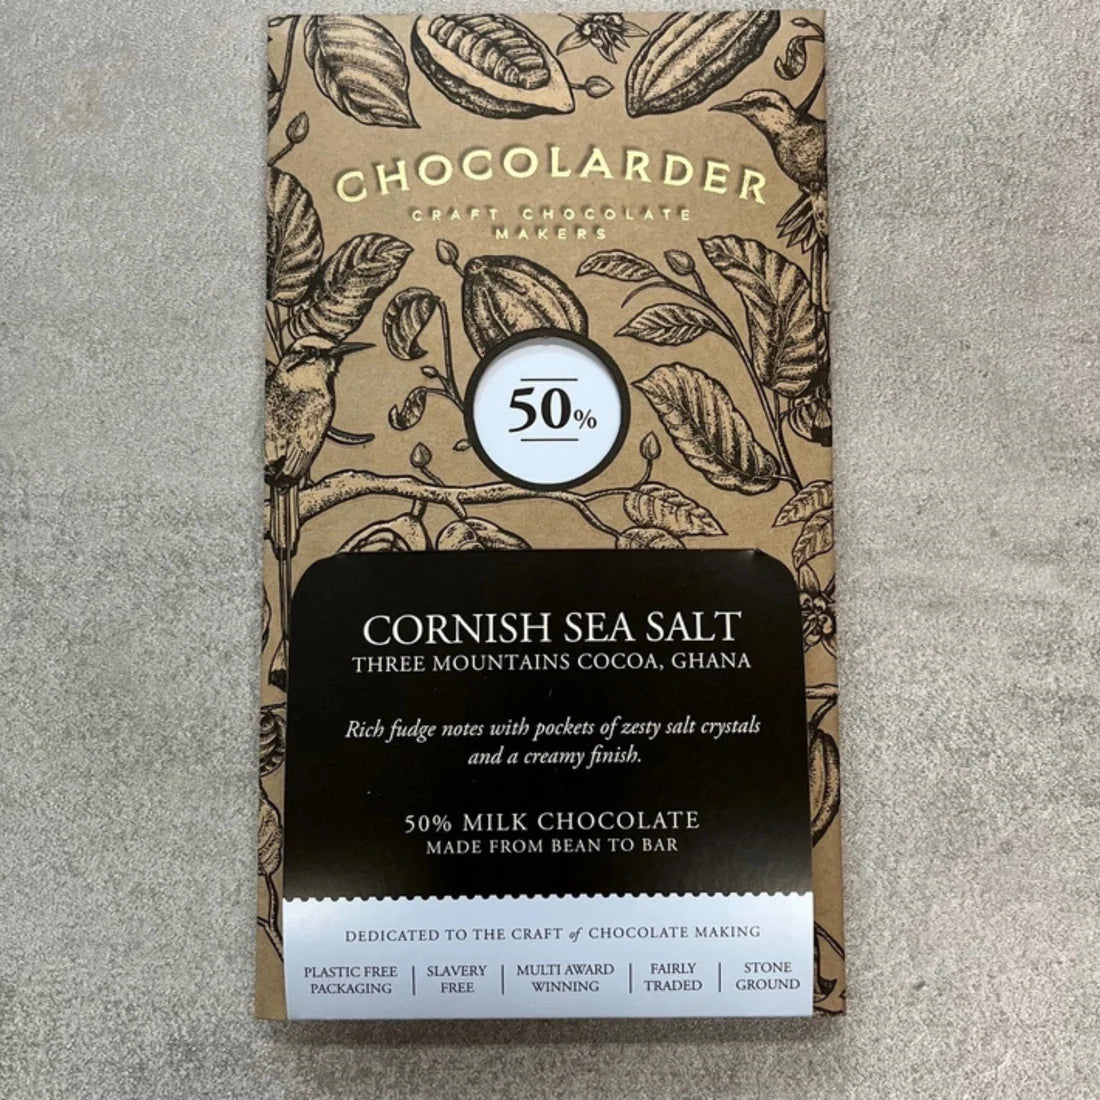 CHOCOLARDER
CRAFT CHOCOLATE
MAKERS
50%
CORNISH SEA SALT
THREE MOUNTAINS COCOA, GHANA
Rich fudge notes with pockets of zesty salt crystals
and a creamy finish.
50% MILK CHOCOLATE
MADE FROM BEAN TO BAR
DEDICATED TO THE CRAFT of CHOCOLATE MAKING
PLASTIC FREE
PACKAGING
SLAVERY
FREE
MULTI AWARD
WINNING
FAIRLY
TRADED
STONE
GROUND